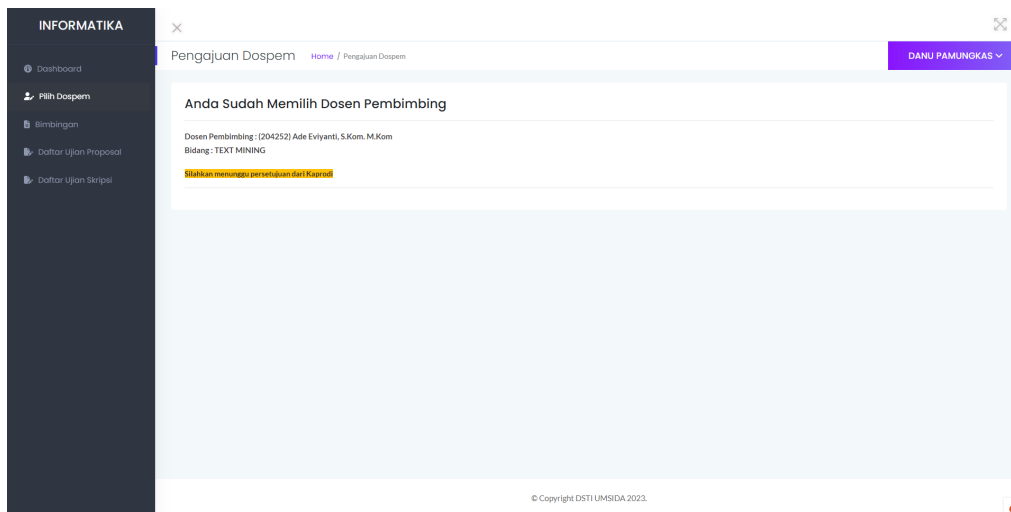 INFORMATIKA
Dashboard
Pilih Dospem
Bimbingan
Daftar Ujian Proposal
Daftar Ujian Skripsi
Pengajuan Dospem Home / Pengajuan Dospem
DANU PAMUNGKAS
Anda Sudah Memilih Dosen Pembimbing
Dosen Pembimbing : (204252) Ade Eviyanti, S.Kom. M.Kom
Bidang : TEXT MINING
Silahkan menunggu persetujuan dari Kaprodi
© Copyright DSTI UMSIDA 2023.